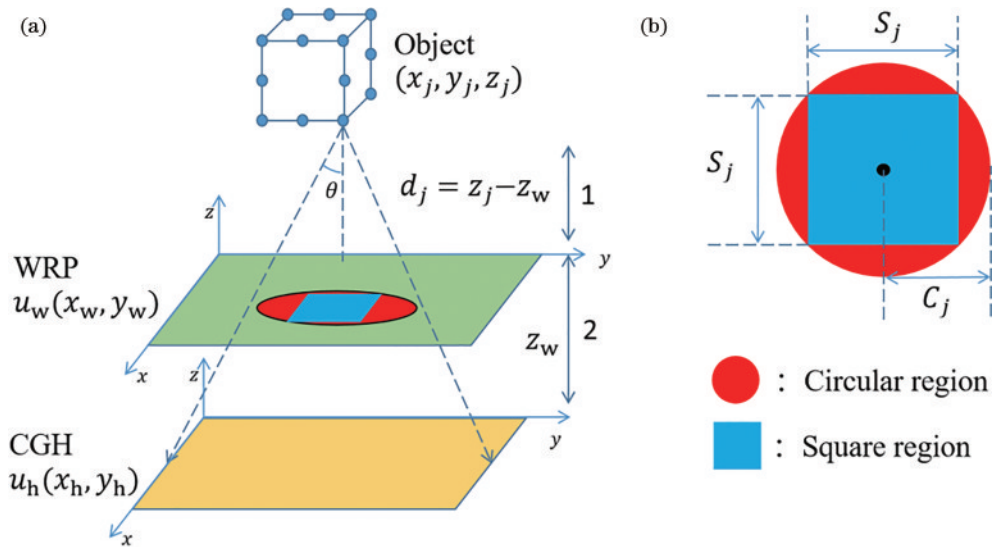 (a)
Object
(x_j, y_j, z_j)
θ
d_j = z_j−z_w
1
z
y
WRP
u_w(x_w, y_w)
x
z_w
2
z
y
CGH
u_h(x_h, y_h)
x
(b)
S_j
S_j
C_j
: Circular region
: Square region